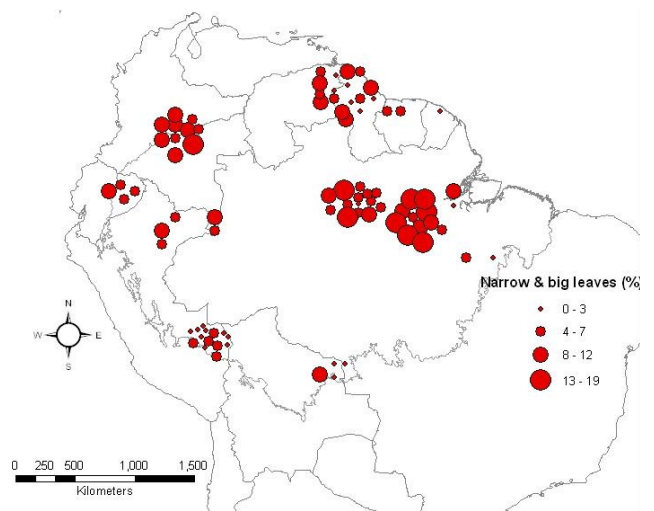 Narrow & big leaves (%)
0 - 3
4 - 7
8 - 12
13 - 19
N
W E
S
0 250 500 1,000 1,500
Kilometers